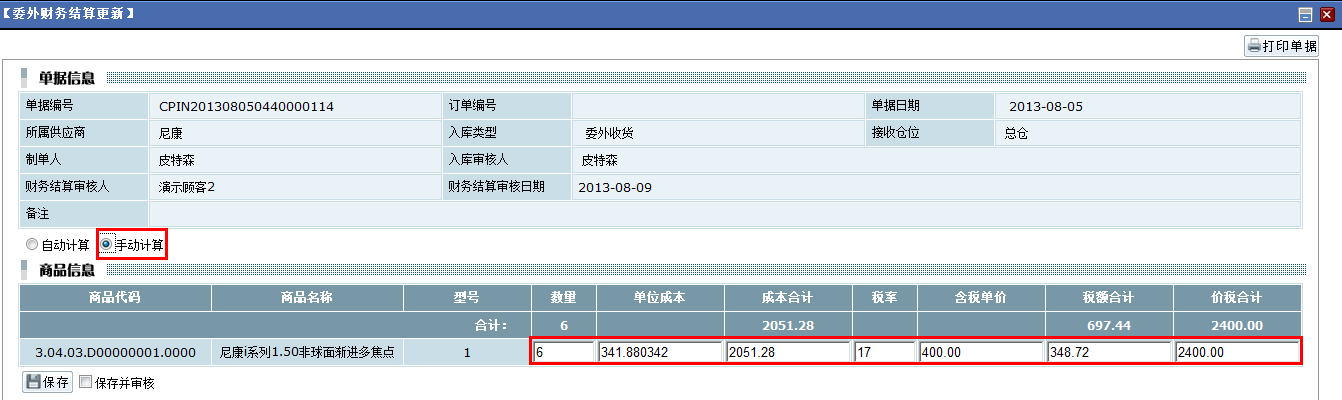 【委外财务结算更新】
打印单据
单据信息
单据编号 CPIN201308050440000114 订单编号 单据日期 2013-08-05
所属供应商 尼康 入库类型 委外收货 接收仓位 总仓
制单人 皮特森 入库审核人 皮特森
财务结算审核人 演示顾客2 财务结算审核日期 2013-08-09
备注
自动计算 手动计算
商品信息
商品代码 商品名称 型号 数量 单位成本 成本合计 税率 含税单价 税额合计 价税合计
合计： 6 2051.28 697.44 2400.00
3.04.03.D00000001.0000 尼康i系列1.50非球面渐进多焦点 1 6 341.880342 2051.28 17 400.00 348.72 2400.00
保存 保存并审核